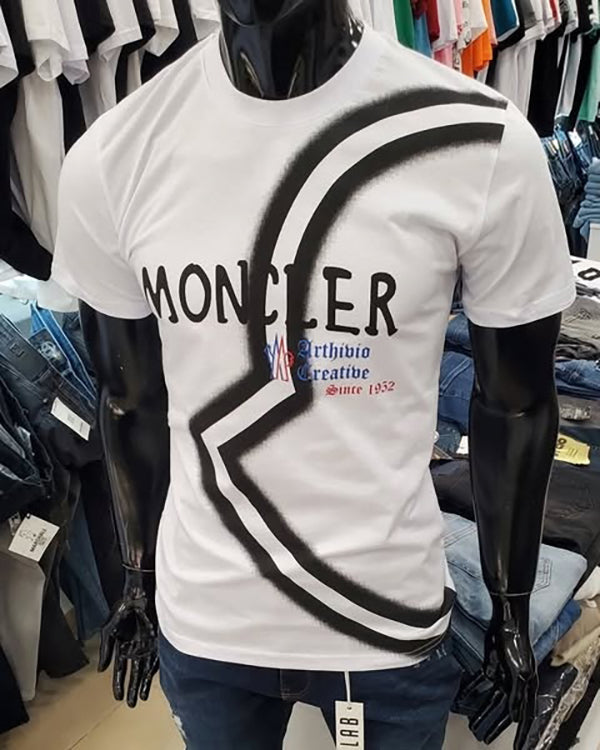 MONCLER
Arthivio
Creative
Since 1952
LAB